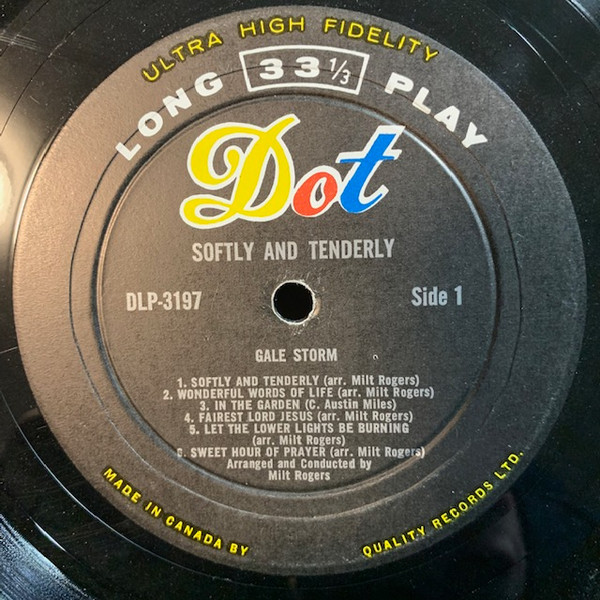 ULTRA HIGH FIDELITY
LONG 33 1/3 PLAY
Dot
SOFTLY AND TENDERLY
DLP-3197 Side 1
GALE STORM
1. SOFTLY AND TENDERLY (arr. Milt Rogers)
2. WONDERFUL WORDS OF LIFE (arr. Milt Rogers)
3. IN THE GARDEN (C. Austin Miles)
4. FAIREST LORD JESUS (arr. Milt Rogers)
5. LET THE LOWER LIGHTS BE BURNING
(arr. Milt Rogers)
6. SWEET HOUR OF PRAYER (arr. Milt Rogers)
Arranged and Conducted by
Milt Rogers
MADE IN CANADA BY QUALITY RECORDS LTD.